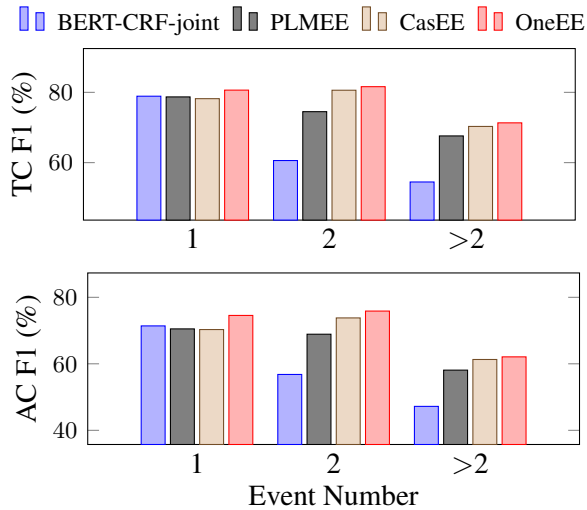 BERT-CRF-joint PLMEE CasEE OneEE
TC F1 (%)
80
60
1 2 >2
AC F1 (%)
80
60
40
1 2 >2
Event Number